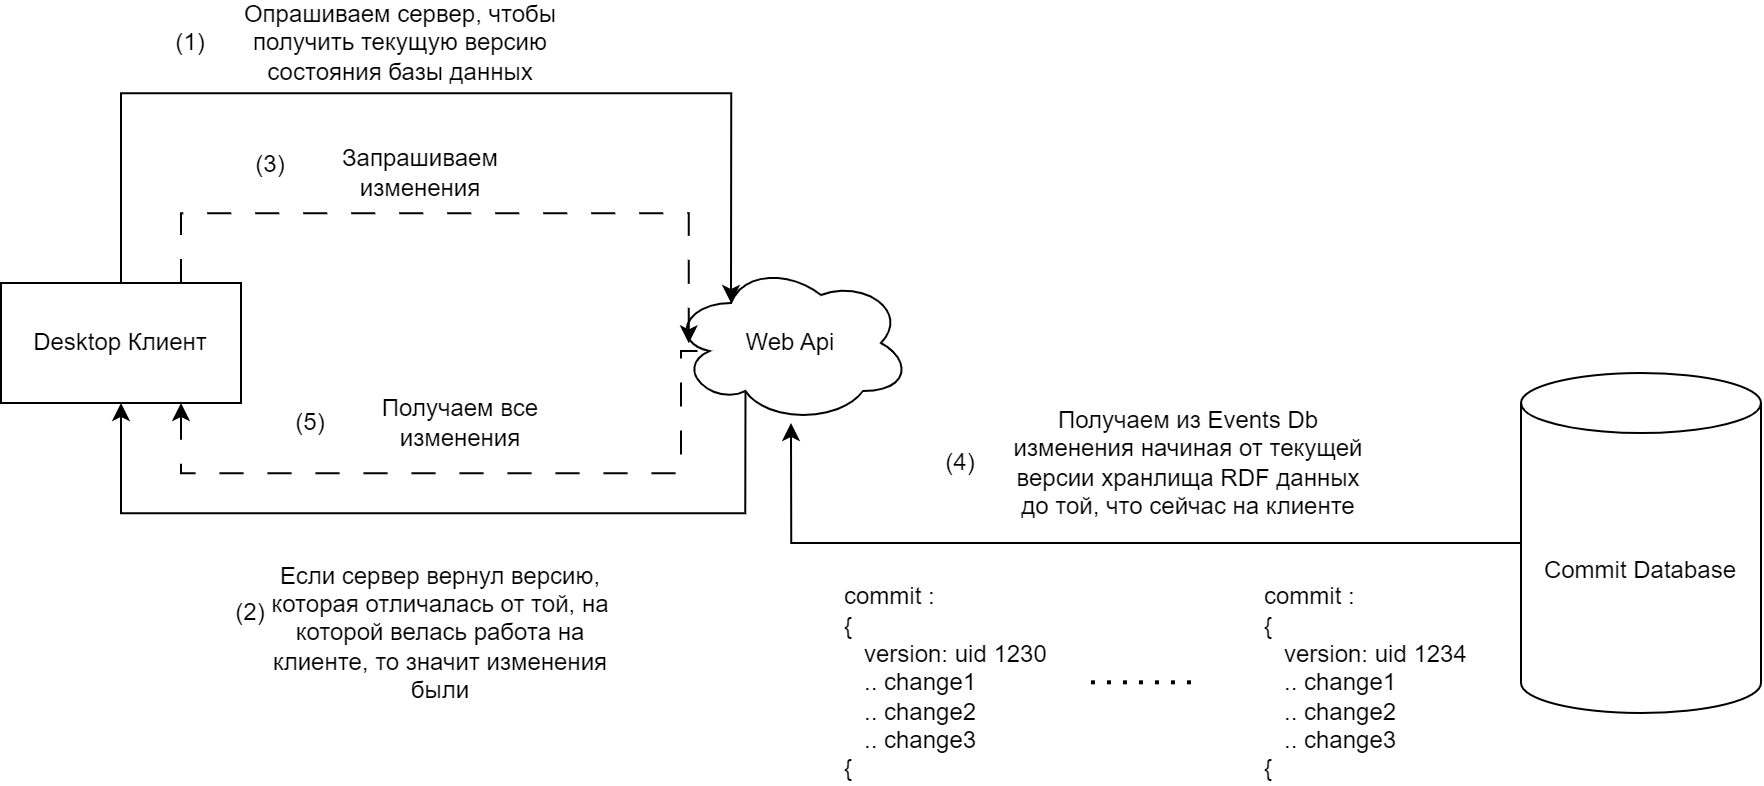 Опрашиваем сервер, чтобы
(1) получить текущую версию
состояния базы данных
(3) Запрашиваем
изменения
Desktop Клиент
Web Api
(5) Получаем все
изменения
Получаем из Events Db
изменения начиная от текущей
(4) версии хранлища RDF данных
до той, что сейчас на клиенте
Commit Database
Если сервер вернул версию,
(2) которая отличалась от той, на
которой велась работа на
клиенте, то значит изменения
были
commit :
{
version: uid 1230
.. change1
.. change2
.. change3
{
commit :
{
version: uid 1234
.. change1
.. change2
.. change3
{